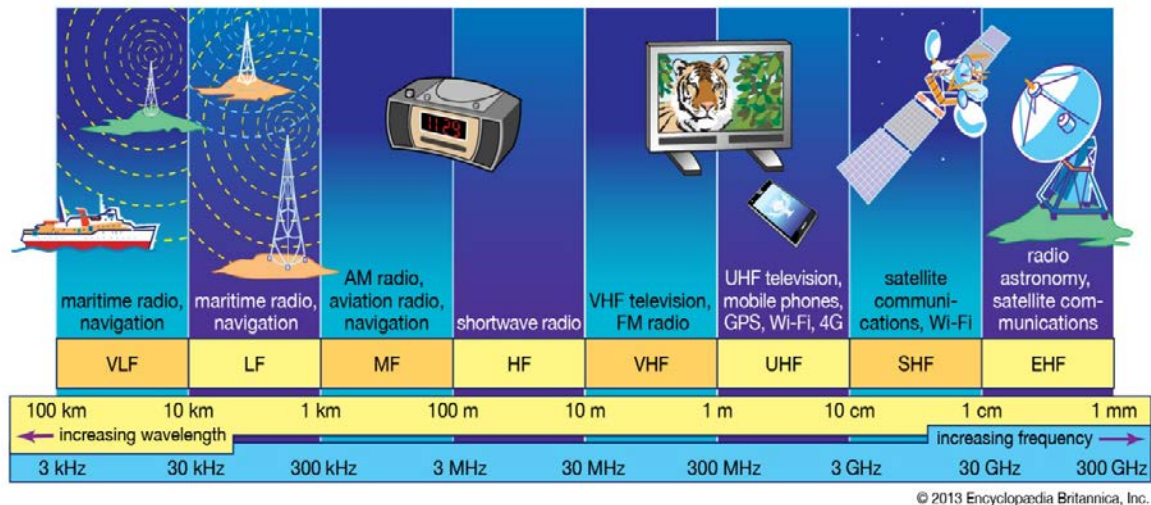 11:29
maritime radio,
navigation
maritime radio,
navigation
AM radio,
aviation radio,
navigation
shortwave radio
VHF television,
FM radio
UHF television,
mobile phones,
GPS, Wi-Fi, 4G
satellite
communi-
cations, Wi-Fi
radio
astronomy,
satellite com-
munications
VLF LF MF HF VHF UHF SHF EHF
100 km 10 km 1 km 100 m 10 m 1 m 10 cm 1 cm 1 mm
increasing wavelength increasing frequency
3 kHz 30 kHz 300 kHz 3 MHz 30 MHz 300 MHz 3 GHz 30 GHz 300 GHz
© 2013 Encyclopædia Britannica, Inc.